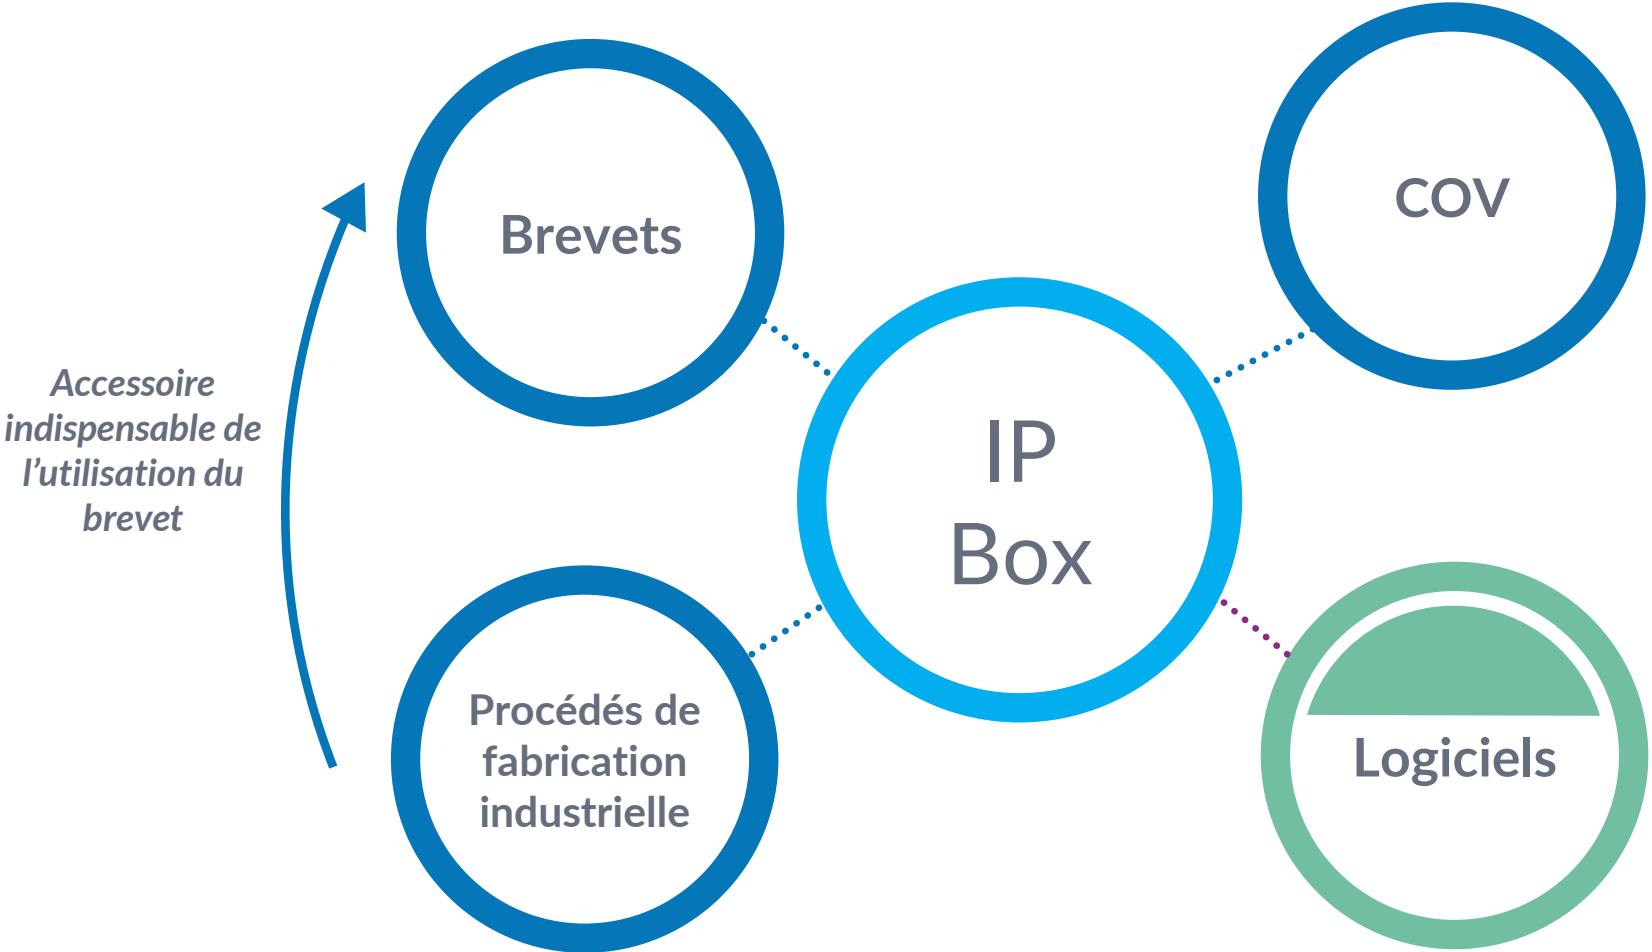 COV
Brevets
Accessoire
indispensable de
l’utilisation du
brevet
IP
Box
Procédés de
fabrication
industrielle
Logiciels